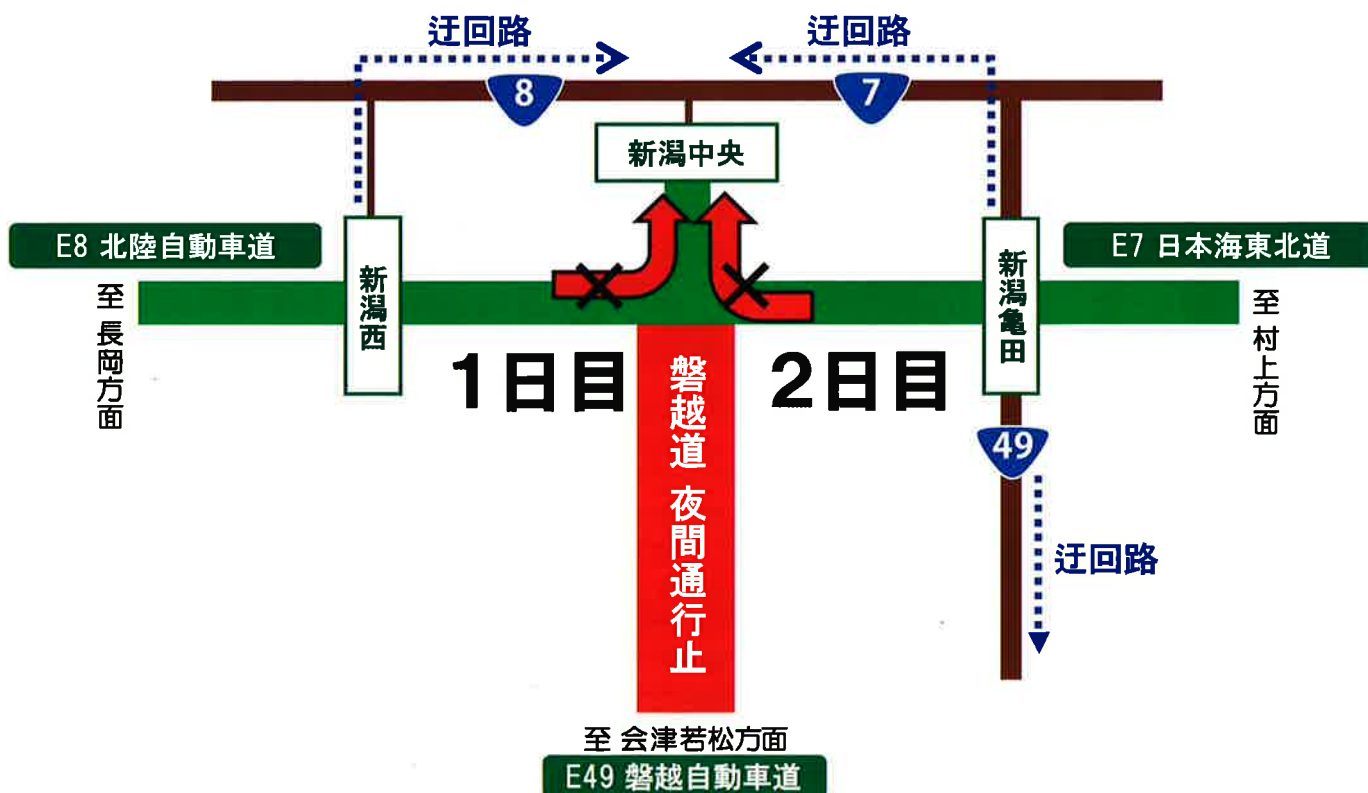 迂回路
迂回路
8
7
新潟中央
E8 北陸自動車道
E7 日本海東北道
新潟西
新潟亀田
至 長岡方面
至 村上方面
1日目
2日目
磐越道 夜間通行止
49
迂回路
至 会津若松方面
E49 磐越自動車道